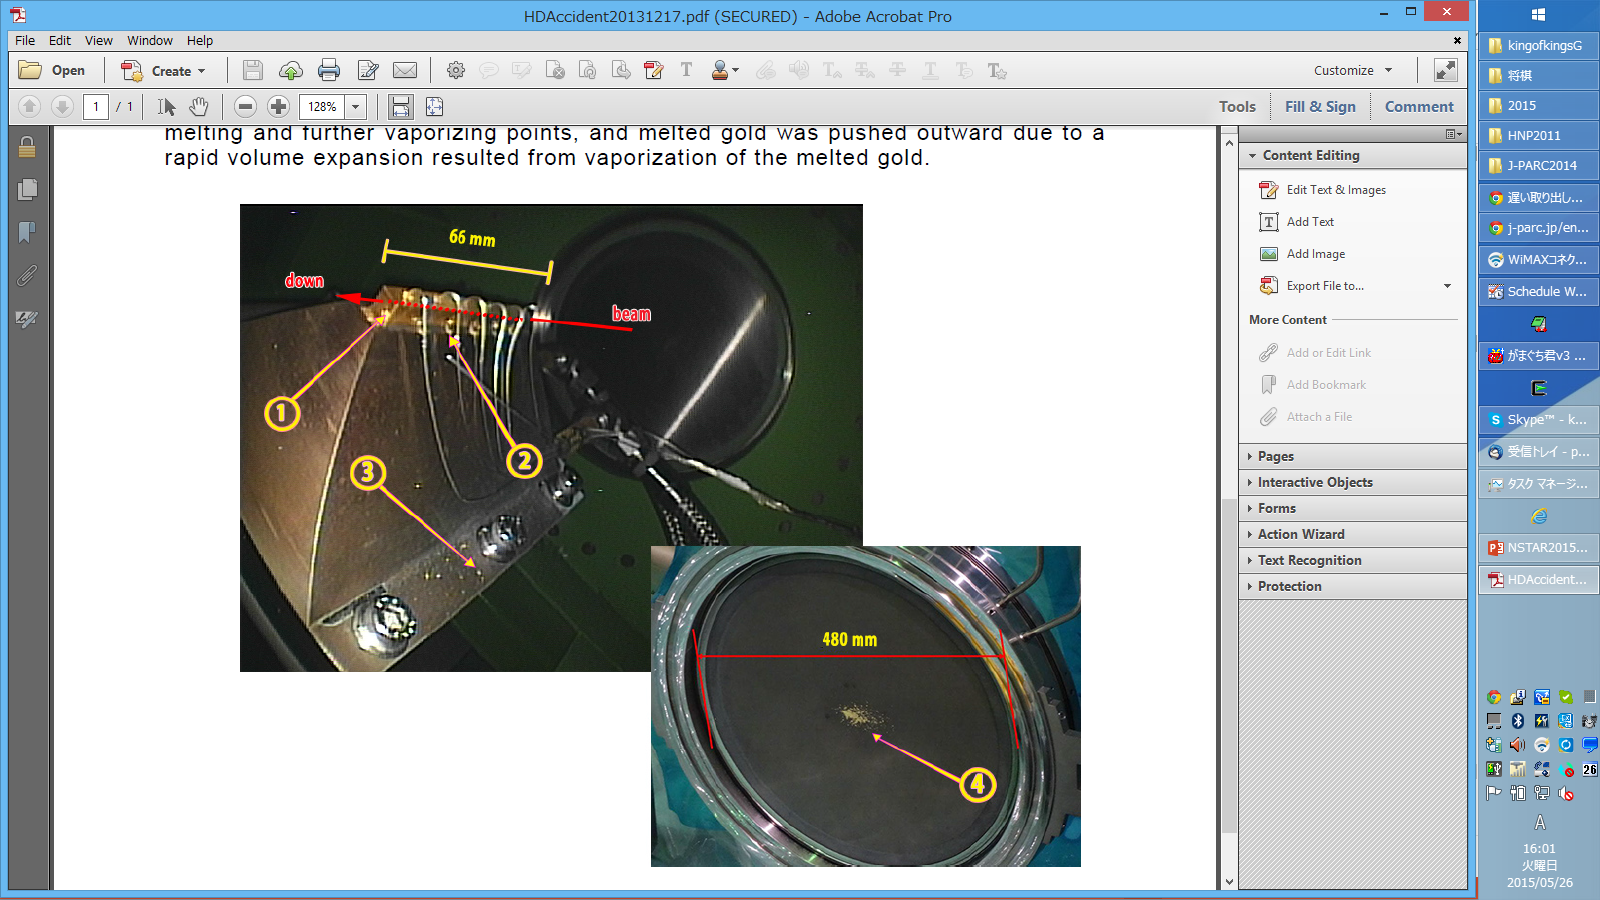 HDAccident20131217.pdf (SECURED) - Adobe Acrobat Pro
File Edit View Window Help
Open Create Customize
1 / 1 128% Tools Fill & Sign Comment
melting and further vaporizing points, and melted gold was pushed outward due to a
rapid volume expansion resulted from vaporization of the melted gold.
66 mm
down
beam
1
2
3
480 mm
4
Content Editing
Edit Text & Images
Add Text
Add Image
Export File to...
More Content
Add or Edit Link
Add Bookmark
Attach a File
Pages
Interactive Objects
Forms
Action Wizard
Text Recognition
Protection
kingofkingsG
将棋
2015
HNP2011
J-PARC2014
遅い取り出し...
j-parc.jp/en...
WiMAXコネク...
Schedule W...
がまぐち君v3 ...
Skype™ - k...
受信トレイ - p...
タスク マネージ...
NSTAR2015...
HDAccident...
26
A
16:01
火曜日
2015/05/26